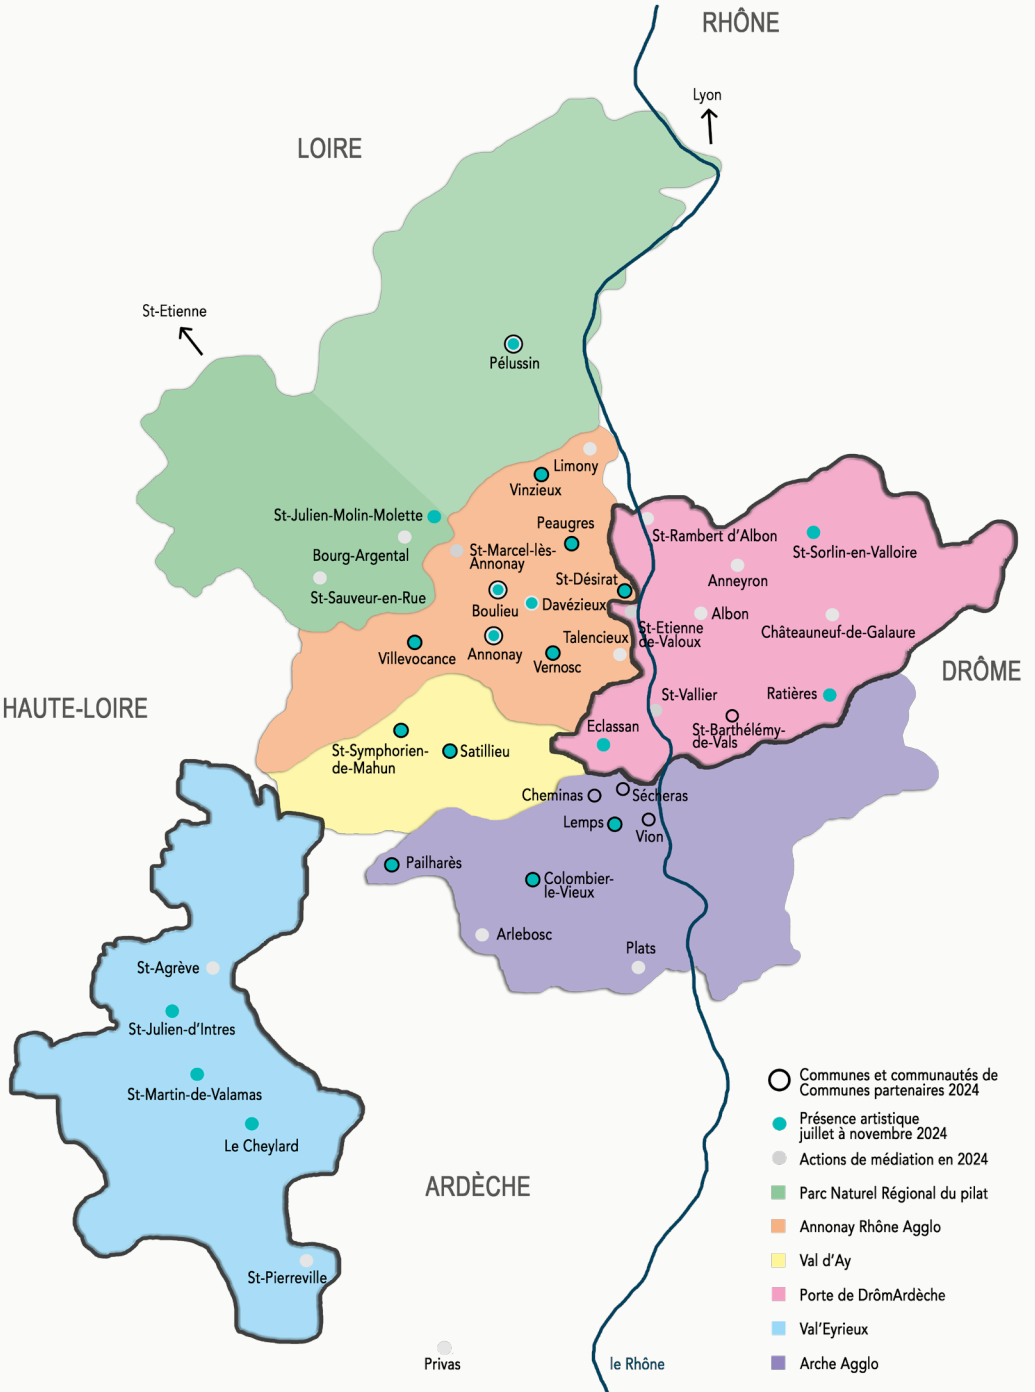 RHÔNE
Lyon
LOIRE
St-Etienne
Pélussin
Limony
Vinzieux
St-Julien-Molin-Molette
Peaugres
St-Rambert d'Albon
St-Sorlin-en-Valloire
Bourg-Argental
St-Marcel-lès-
Annonay
St-Désirat
Anneyron
St-Sauveur-en-Rue
Boulieu
Davézieux
Albon
St-Etienne
de-Valoux
Châteauneuf-de-Galaure
Talencieux
Villevocance
Annonay
Vernosc
DRÔME
HAUTE-LOIRE
St-Vallier
Ratières
Eclassan
St-Barthélémy-
de-Vals
St-Symphorien-
de-Mahun
Satillieu
Cheminas
Sécheras
Lemps
Vion
Pailharès
Colombier-
le-Vieux
Arlebosc
Plats
St-Agrève
St-Julien-d'Intres
St-Martin-de-Valamas
Le Cheylard
ARDÈCHE
St-Pierreville
Privas
le Rhône
Communes et communautés de
Communes partenaires 2024
Présence artistique
juillet à novembre 2024
Actions de médiation en 2024
Parc Naturel Régional du pilat
Annonay Rhône Agglo
Val d'Ay
Porte de DrômArdèche
Val'Eyrieux
Arche Agglo